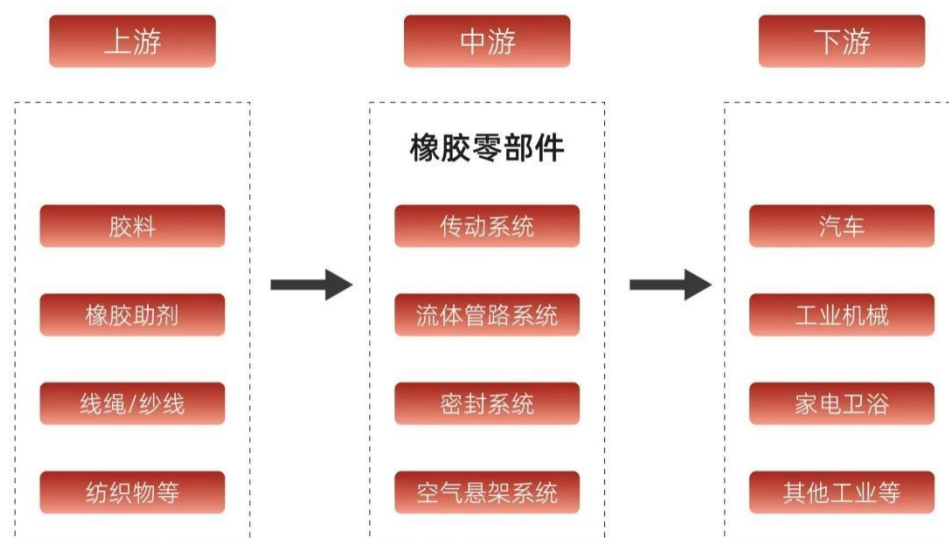 上游
中游
下游
橡胶零部件
胶料
传动系统
汽车
橡胶助剂
流体管路系统
工业机械
线绳/纱线
密封系统
家电卫浴
纺织物等
空气悬架系统
其他工业等